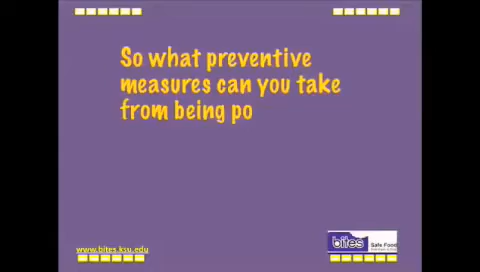 So what preventive
measures can you take
from being po
www.bites.ksu.edu
bites
Safe Food